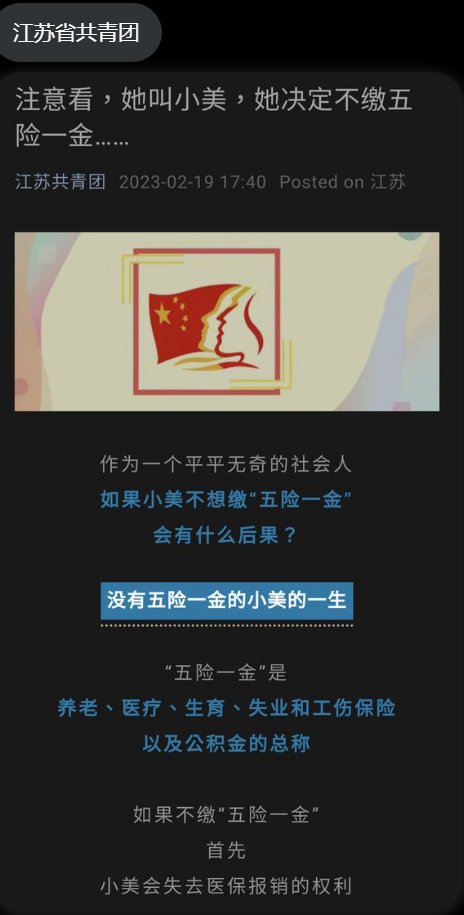 江苏省共青团
注意看，她叫小美，她决定不缴五
险一金……
江苏共青团 2023-02-19 17:40 Posted on 江苏
作为一个平平无奇的社会人
如果小美不想缴“五险一金”
会有什么后果？
没有五险一金的小美的一生
“五险一金”是
养老、医疗、生育、失业和工伤保险
以及公积金的总称
如果不缴“五险一金”
首先
小美会失去医保报销的权利